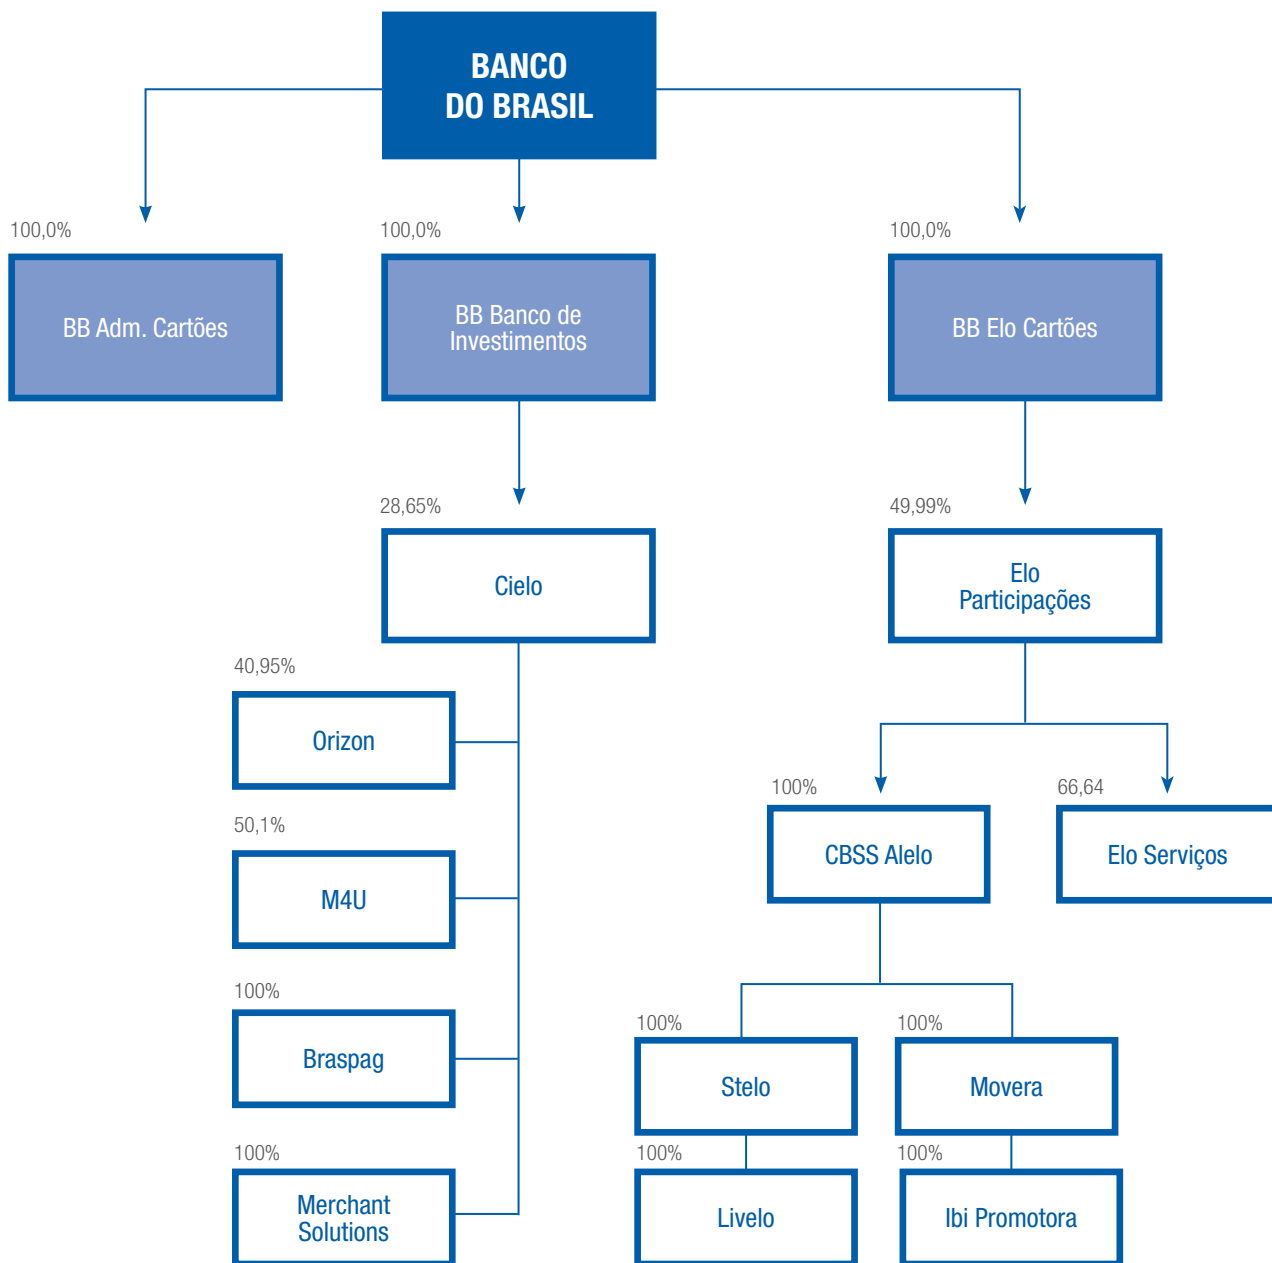 BANCO
DO BRASIL
100,0%
100,0%
100,0%
BB Adm. Cartões
BB Banco de
Investimentos
BB Elo Cartões
28,65%
49,99%
Cielo
Elo
Participações
40,95%
Orizon
100%
66,64
50,1%
CBSS Alelo
Elo Serviços
M4U
100%
Braspag
100%
100%
Stelo
Movera
100%
100%
100%
Merchant
Solutions
Livelo
Ibi Promotora